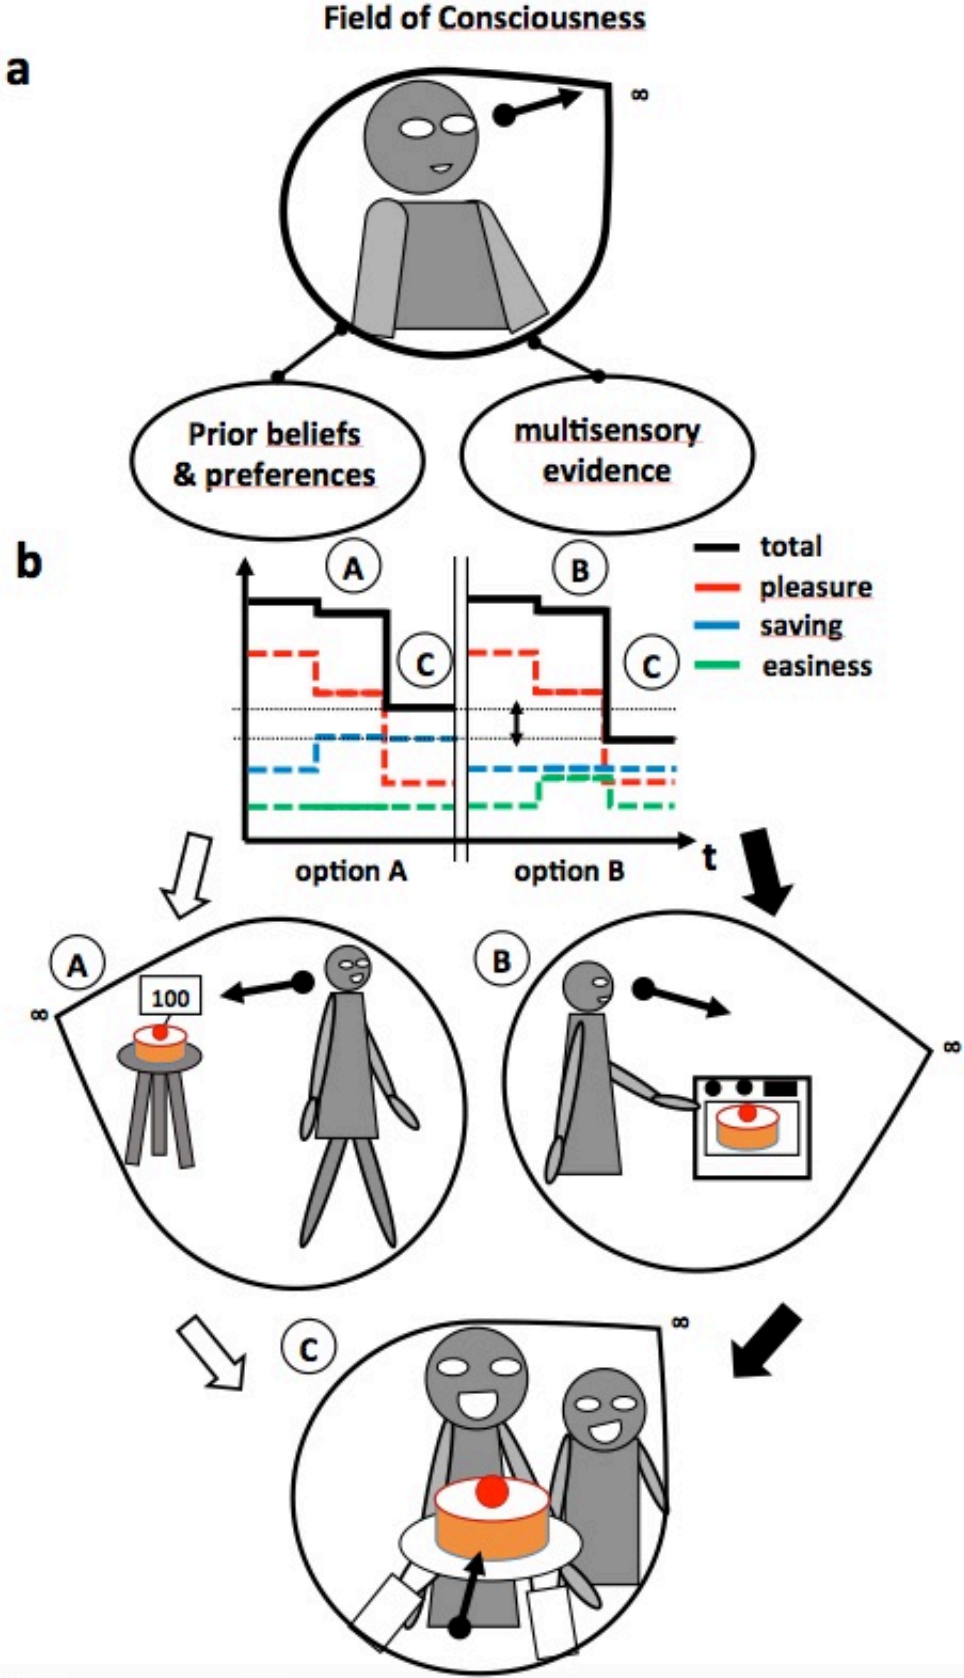 Field of Consciousness
a
∞
Prior beliefs
& preferences
multisensory
evidence
b
A
B
total
pleasure
saving
easiness
C
C
t
option A
option B
A
100
∞
B
∞
C
∞